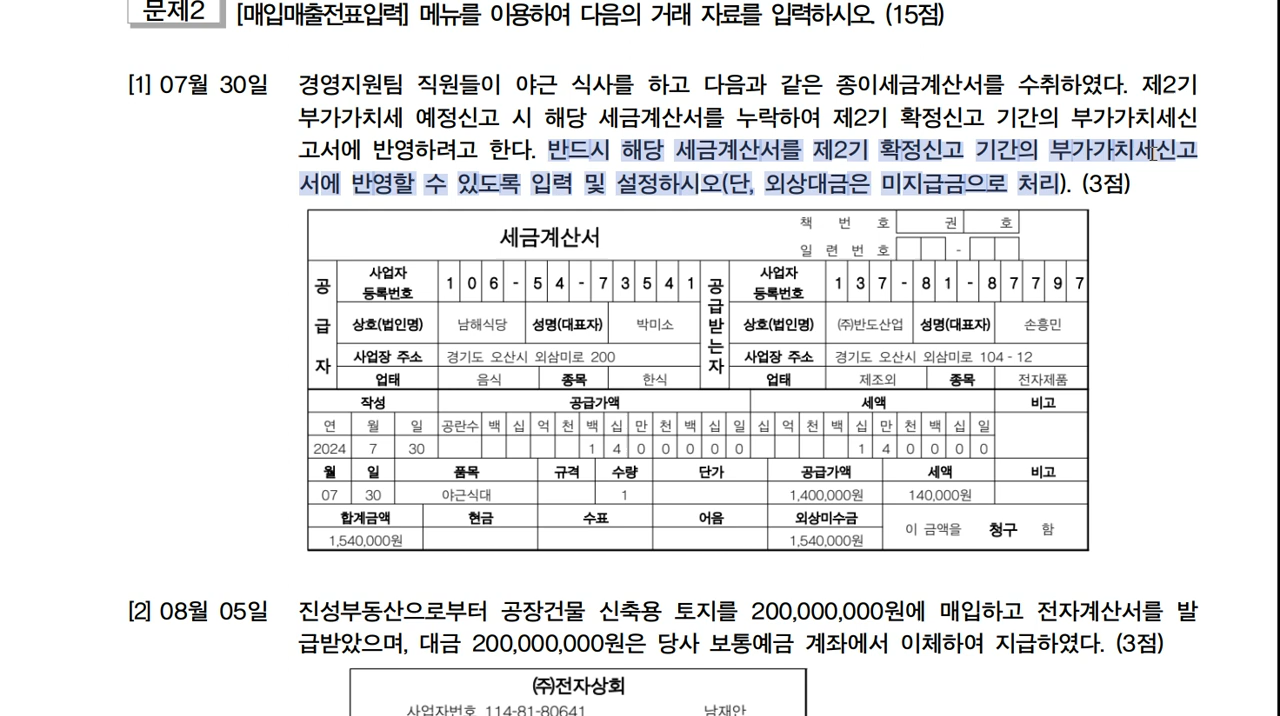 문제2 [매입매출전표입력] 메뉴를 이용하여 다음의 거래 자료를 입력하시오. (15점)
[1] 07월 30일 경영지원팀 직원들이 야근 식사를 하고 다음과 같은 종이세금계산서를 수취하였다. 제2기
부가가치세 예정신고 시 해당 세금계산서를 누락하여 제2기 확정신고 기간의 부가가치세신
고서에 반영하려고 한다. 반드시 해당 세금계산서를 제2기 확정신고 기간의 부가가치세신고
서에 반영할 수 있도록 입력 및 설정하시오(단, 외상대금은 미지급금으로 처리). (3점)
세금계산서 책 번 호 권 호
일 련 번 호 -
공급자 사업자등록번호 1 0 6 - 5 4 - 7 3 5 4 1 공급받는자 사업자등록번호 1 3 7 - 8 1 - 8 7 7 9 7
상호(법인명) 남해식당 성명(대표자) 박미소 상호(법인명) ㈜반도산업 성명(대표자) 손흥민
사업장 주소 경기도 오산시 외삼미로 200 사업장 주소 경기도 오산시 외삼미로 104 - 12
업태 음식 종목 한식 업태 제조외 종목 전자제품
작성 공급가액 세액 비고
연 월 일 공란수 백 십 억 천 백 십 만 천 백 십 일 십 억 천 백 십 만 천 백 십 일
2024 7 30 1 4 0 0 0 0 0 1 4 0 0 0 0
월 일 품목 규격 수량 단가 공급가액 세액 비고
07 30 야근식대 1 1,400,000원 140,000원
합계금액 현금 수표 어음 외상미수금 이 금액을 청구 함
1,540,000원 1,540,000원
[2] 08월 05일 진성부동산으로부터 공장건물 신축용 토지를 200,000,000원에 매입하고 전자계산서를 발
급받았으며, 대금 200,000,000원은 당사 보통예금 계좌에서 이체하여 지급하였다. (3점)
㈜전자상회
사업자번호 114-81-80641 남재안